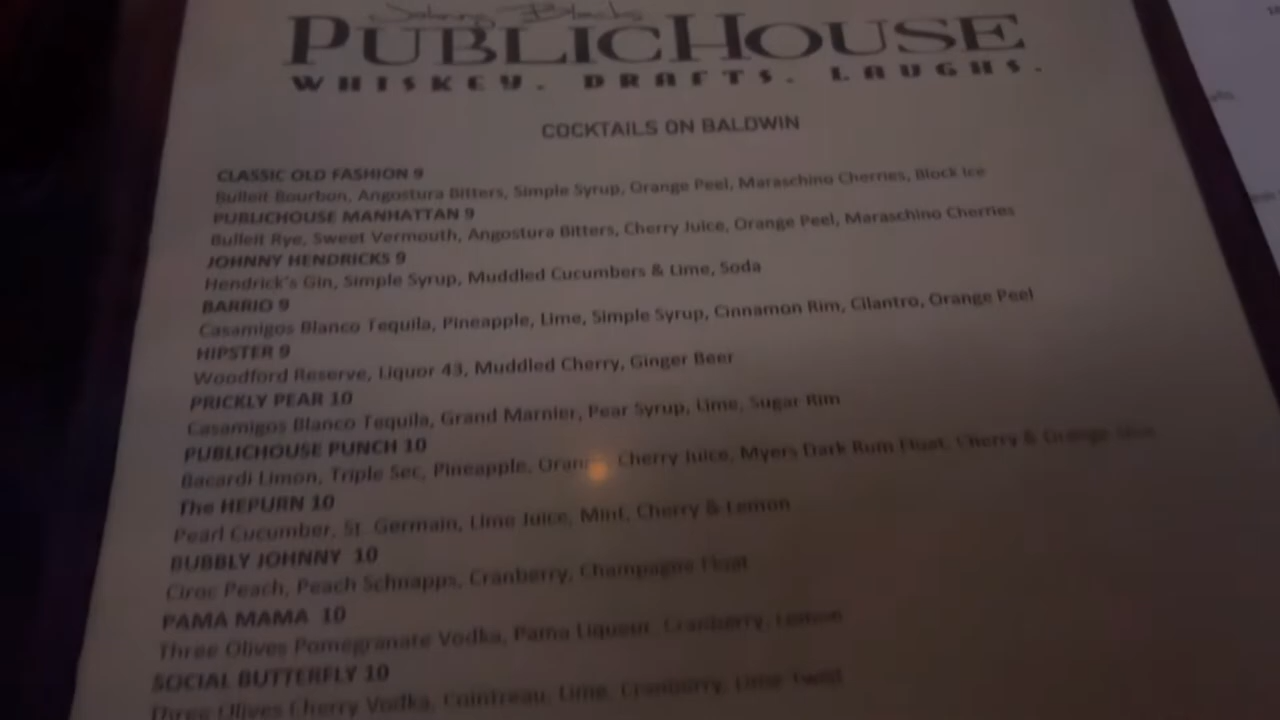 Johnny Blacks
PUBLICHOUSE
WHISKEY. DRAFTS. LAUGHS.
COCKTAILS ON BALDWIN
CLASSIC OLD FASHION 9
Bulleit Bourbon, Angostura Bitters, Simple Syrup, Orange Peel, Maraschino Cherries, Block Ice
PUBLICHOUSE MANHATTAN 9
Bulleit Rye, Sweet Vermouth, Angostura Bitters, Cherry Juice, Orange Peel, Maraschino Cherries
JOHNNY HENDRICKS 9
Hendrick's Gin, Simple Syrup, Muddled Cucumbers & Lime, Soda
BARRIO 9
Casamigos Blanco Tequila, Pineapple, Lime, Simple Syrup, Cinnamon Rim, Cilantro, Orange Peel
HIPSTER 9
Woodford Reserve, Liquor 43, Muddled Cherry, Ginger Beer
PRICKLY PEAR 10
Casamigos Blanco Tequila, Grand Marnier, Pear Syrup, Lime, Sugar Rim
PUBLICHOUSE PUNCH 10
Bacardi Limon, Triple Sec, Pineapple, Cherry Juice, Myers Dark Rum Float, Cherry & Orange
The HEPURN 10
Pearl Cucumber, St. Germain, Lime Juice, Mint, Cherry & Lemon
BUBBLY JOHNNY 10
Ciroc Peach, Peach Schnapps, Cranberry, Champagne Float
PAMA MAMA 10
Three Olives Pomegranate Vodka, Pama Liqueur, Cranberry, Lemon
SOCIAL BUTTERFLY 10
Three Olives Cherry Vodka, Cointreau, Lime, Cranberry, Lime Twist